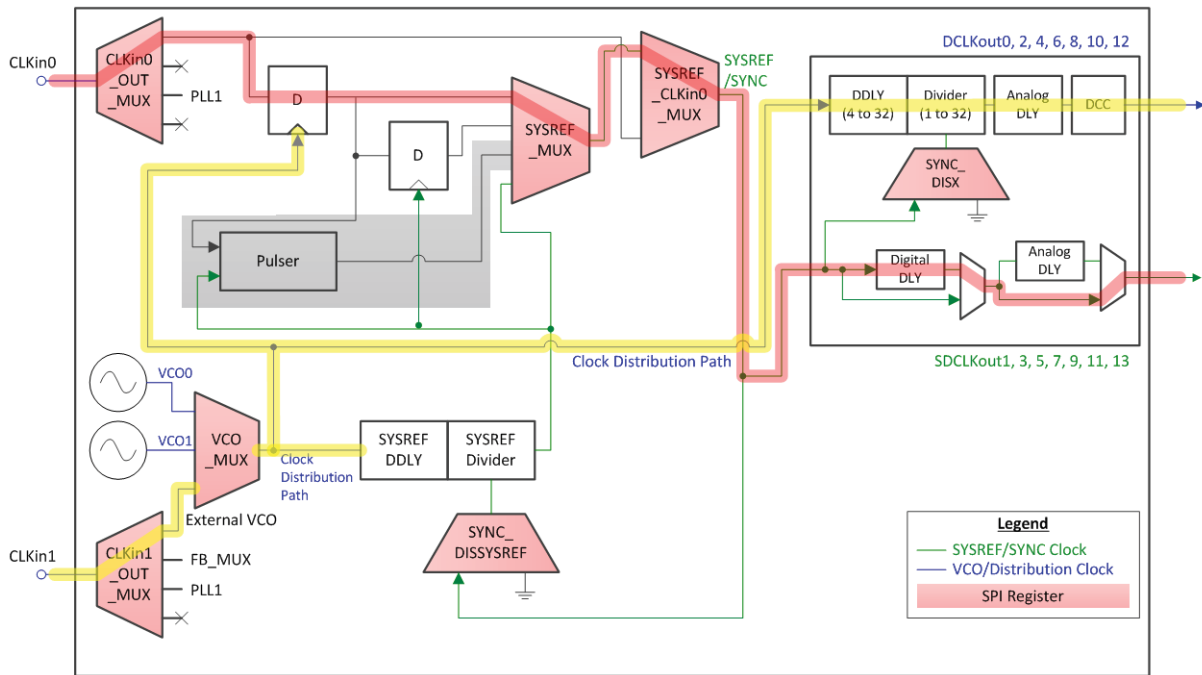 CLKin0
CLKin0
_OUT
_MUX
PLL1
D
D
SYSREF
_MUX
SYSREF
_CLKin0
_MUX
SYSREF
/SYNC
Pulser
DCLKout0, 2, 4, 6, 8, 10, 12
DDLY
(4 to 32)
Divider
(1 to 32)
Analog
DLY
DCC
SYNC_
DISX
Digital
DLY
Analog
DLY
SDCLKout1, 3, 5, 7, 9, 11, 13
Clock Distribution Path
VCO0
VCO1
VCO
_MUX
Clock
Distribution
Path
External VCO
SYSREF
DDLY
SYSREF
Divider
SYNC_
DISSYSREF
CLKin1
CLKin1
_OUT
_MUX
FB_MUX
PLL1
Legend
SYSREF/SYNC Clock
VCO/Distribution Clock
SPI Register